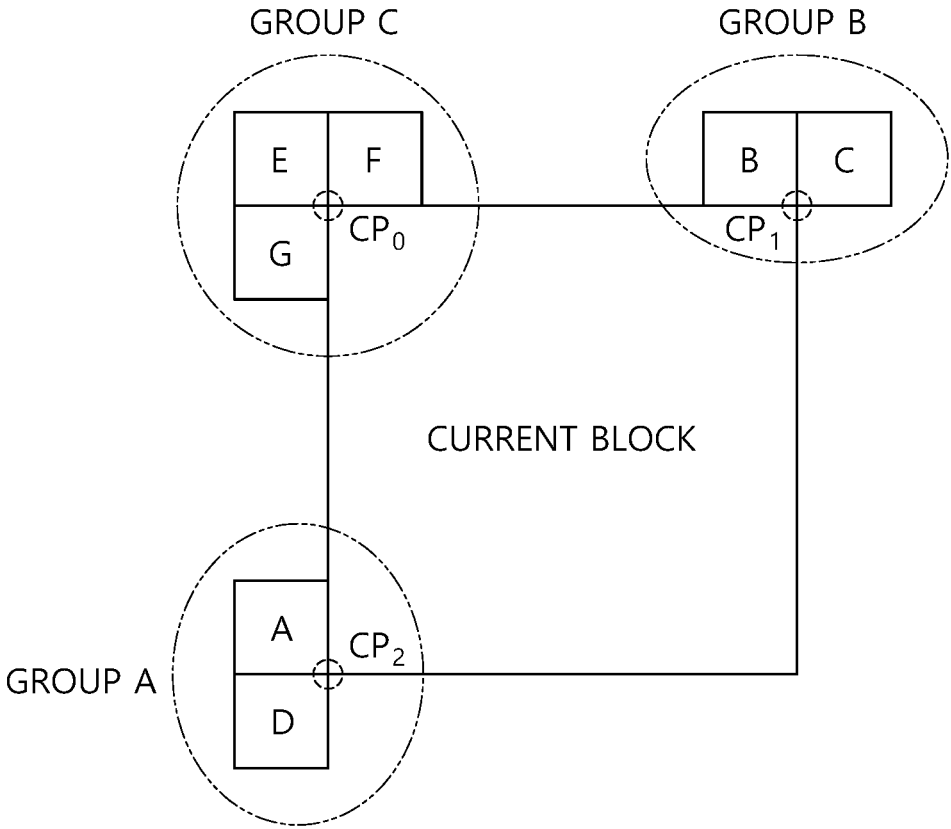 GROUP C
GROUP B
E
F
B
C
G
CP₀
CP₁
CURRENT BLOCK
A
CP₂
GROUP A
D